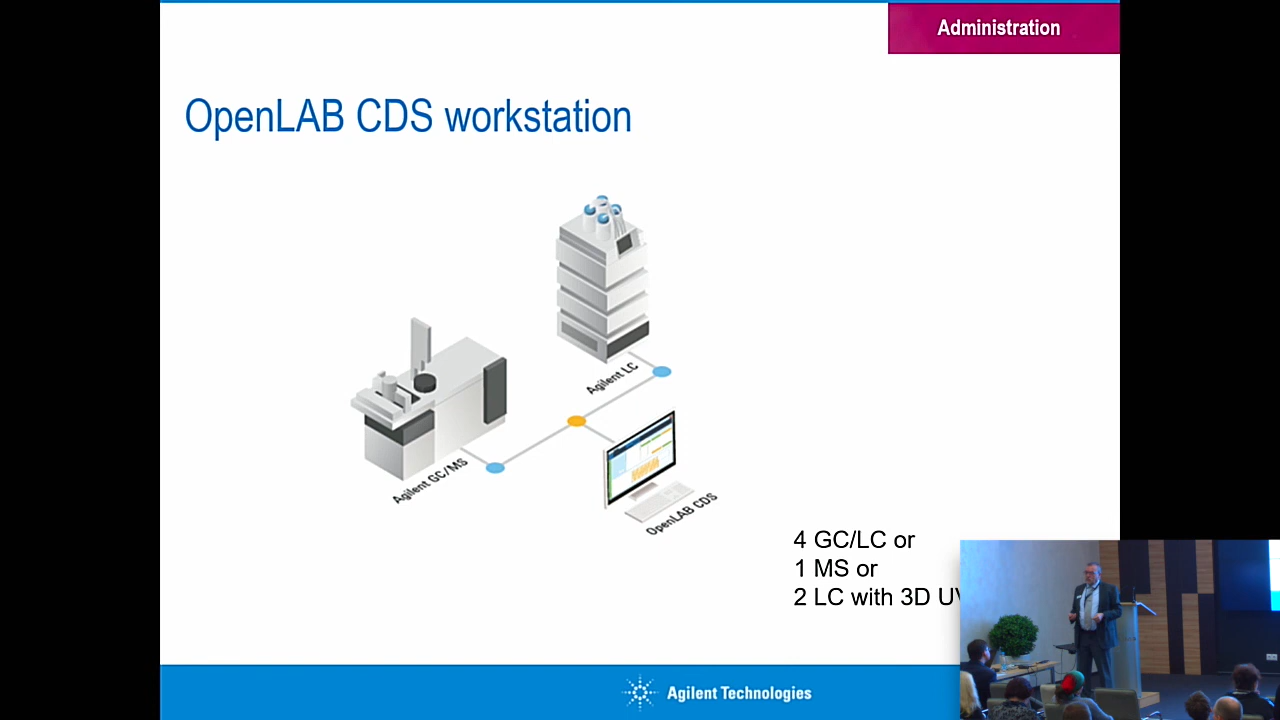 Administration
OpenLAB CDS workstation
Agilent LC
Agilent GC/MS
OpenLAB CDS
4 GC/LC or
1 MS or
2 LC with 3D UV
Agilent Technologies